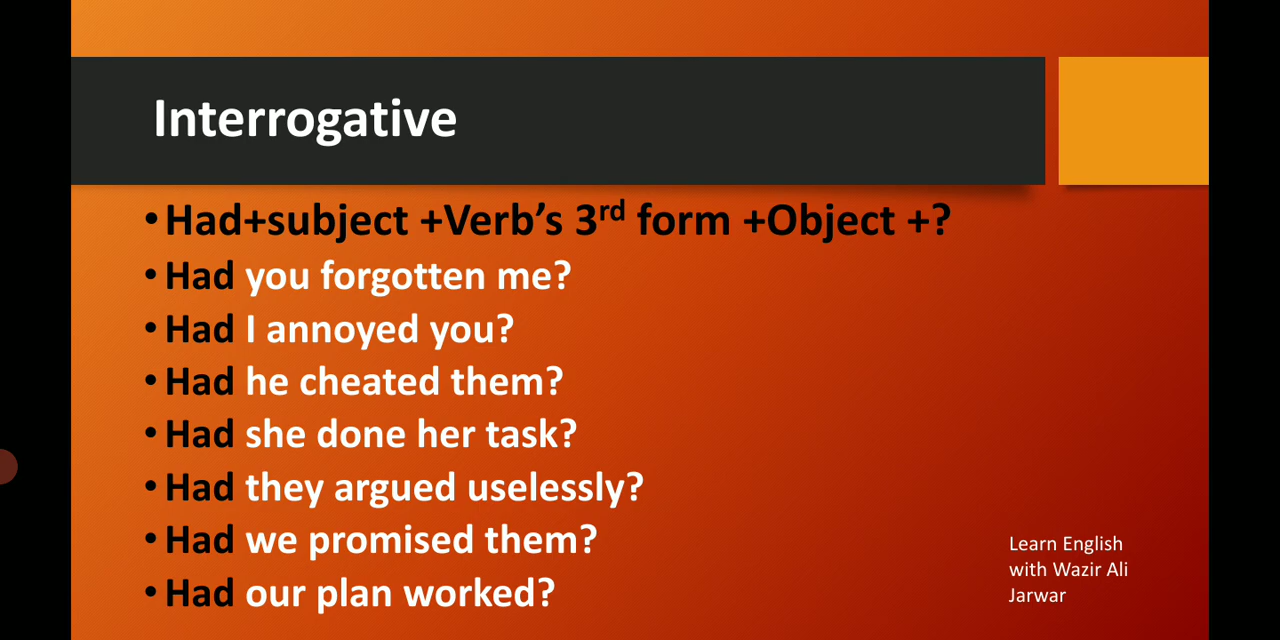 Interrogative
•Had+subject +Verb’s 3rd form +Object +?
•Had you forgotten me?
•Had I annoyed you?
•Had he cheated them?
•Had she done her task?
•Had they argued uselessly?
•Had we promised them?
•Had our plan worked?
Learn English
with Wazir Ali
Jarwar